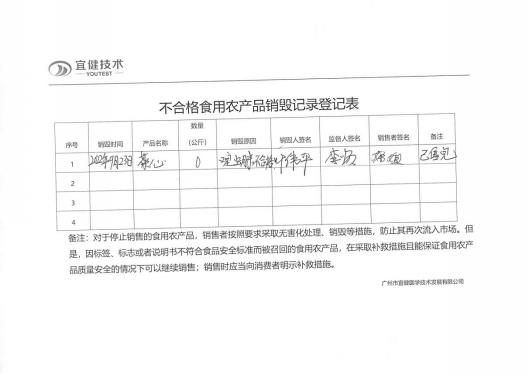 宜健技术
YOUTEST
不合格食用农产品销毁记录登记表
序号 销毁时间 产品名称 数量(公斤) 销毁原因 销毁人签名 监督人签名 销售者签名 备注
1 菜心 0 已售完
2
3
4
备注：对于停止销售的食用农产品，销售者按照要求采取无害化处理、销毁等措施，防止其再次流入市场。但
是，因标签、标志或者说明书不符合食品安全标准而被召回的食用农产品，在采取补救措施且能保证食用农产
品质量安全的情况下可以继续销售；销售时应当向消费者明示补救措施。
广州市宜健医学技术发展有限公司